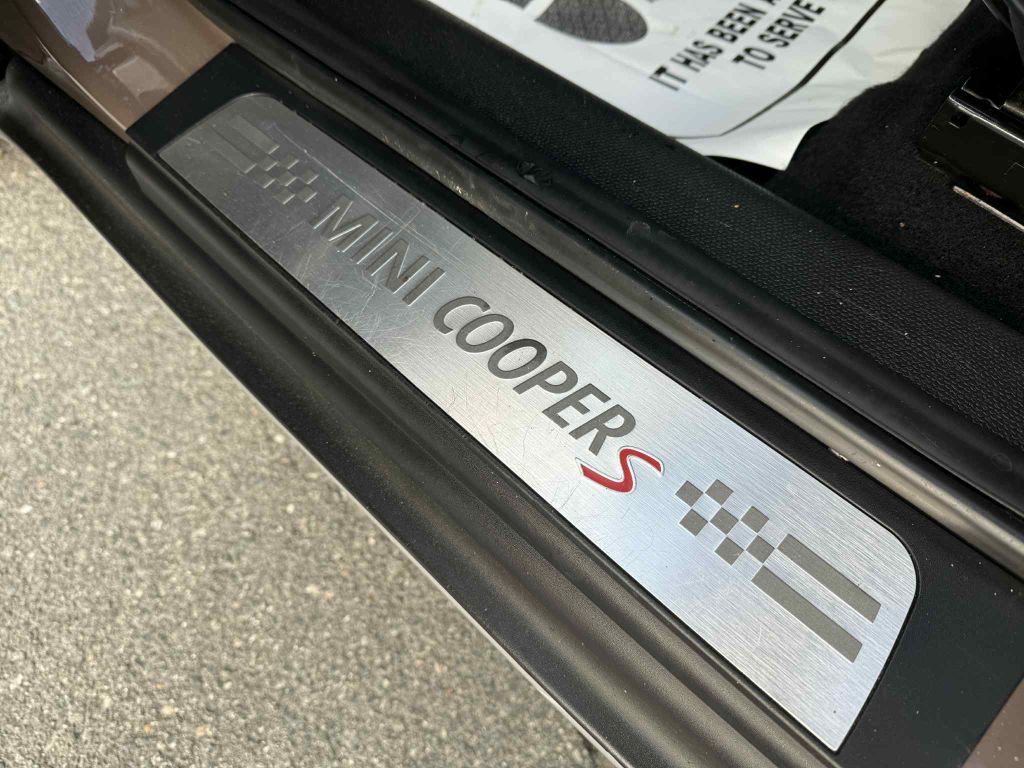 IT HAS BEEN A
TO SERVE
MINI COOPER S